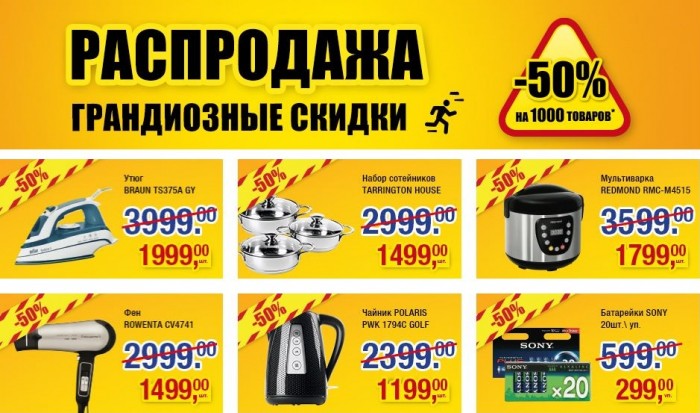 РАСПРОДАЖА
ГРАНДИОЗНЫЕ СКИДКИ
-50%
НА 1000 ТОВАРОВ*
-50%
Утюг
BRAUN TS375A GY
3999.00
1999,00
шт.
-50%
Набор сотейников
TARRINGTON HOUSE
2999.00
1499,00
шт.
-50%
Мультиварка
REDMOND RMC-M4515
3599.00
1799,00
шт.
-50%
Фен
ROWENTA CV4741
2999.00
1499,00
шт.
-50%
Чайник POLARIS
PWK 1794C GOLF
2399.00
1199,00
шт.
-50%
Батарейки SONY
20шт.\ уп.
SONY
SONY
x20
599.00
299,00
уп.